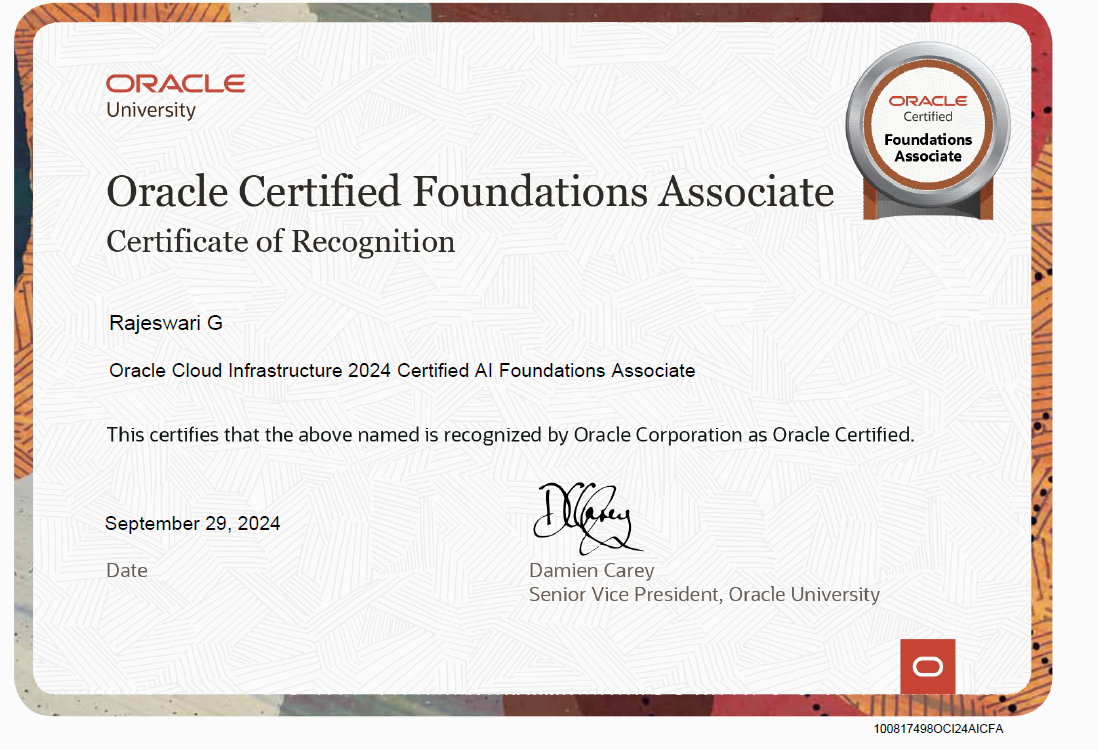 ORACLE
University
ORACLE
Certified
Foundations
Associate
Oracle Certified Foundations Associate
Certificate of Recognition
Rajeswari G
Oracle Cloud Infrastructure 2024 Certified AI Foundations Associate
This certifies that the above named is recognized by Oracle Corporation as Oracle Certified.
DCarey
September 29, 2024
Date
Damien Carey
Senior Vice President, Oracle University
100817498OCI24AICFA